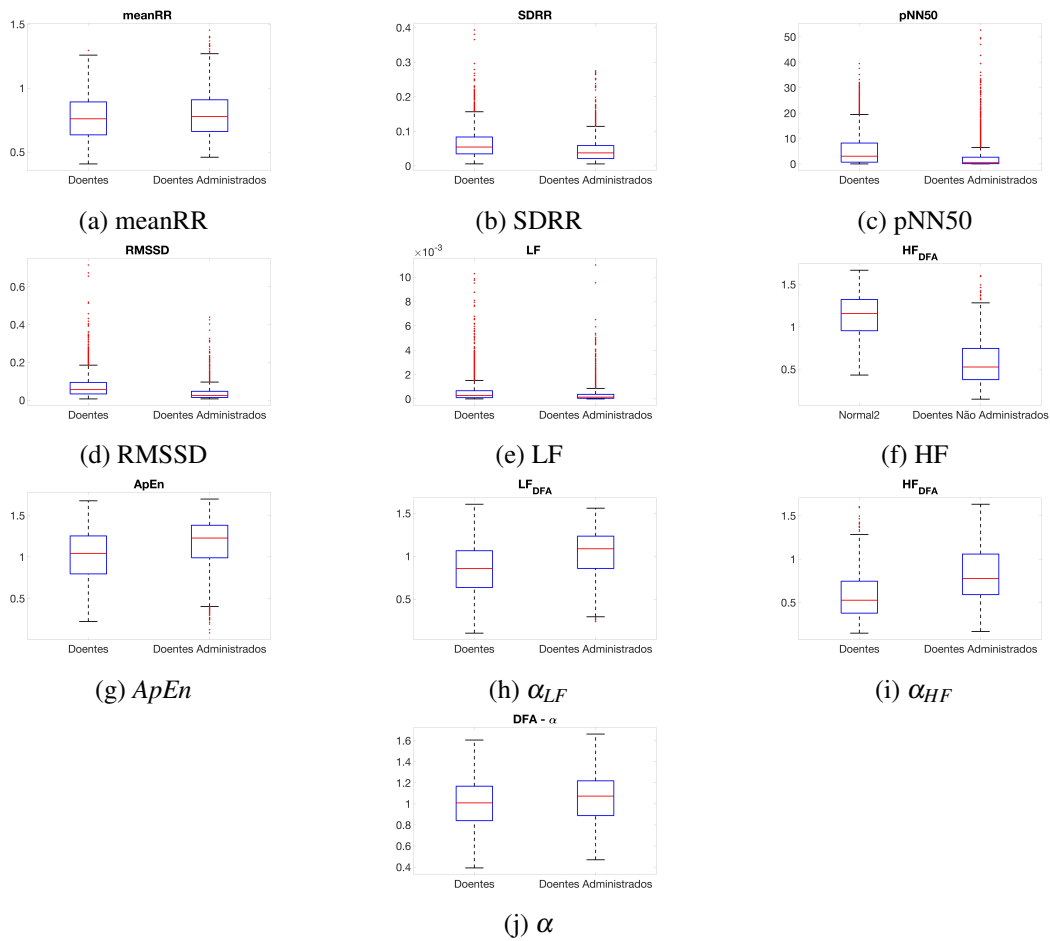 meanRR
1.5
1
0.5
Doentes Doentes Administrados
(a) meanRR
SDRR
0.4
0.3
0.2
0.1
0
Doentes Doentes Administrados
(b) SDRR
pNN50
50
40
30
20
10
0
Doentes Doentes Administrados
(c) pNN50
RMSSD
0.6
0.4
0.2
0
Doentes Doentes Administrados
(d) RMSSD
×10⁻³ LF
10
8
6
4
2
0
Doentes Doentes Administrados
(e) LF
HF_DFA
1.5
1
0.5
Normal2 Doentes Não Administrados
(f) HF
ApEn
1.5
1
0.5
Doentes Doentes Administrados
(g) ApEn
LF_DFA
1.5
1
0.5
Doentes Doentes Administrados
(h) α_LF
HF_DFA
1.5
1
0.5
Doentes Doentes Administrados
(i) α_HF
DFA - α
1.6
1.4
1.2
1
0.8
0.6
0.4
Doentes Doentes Administrados
(j) α